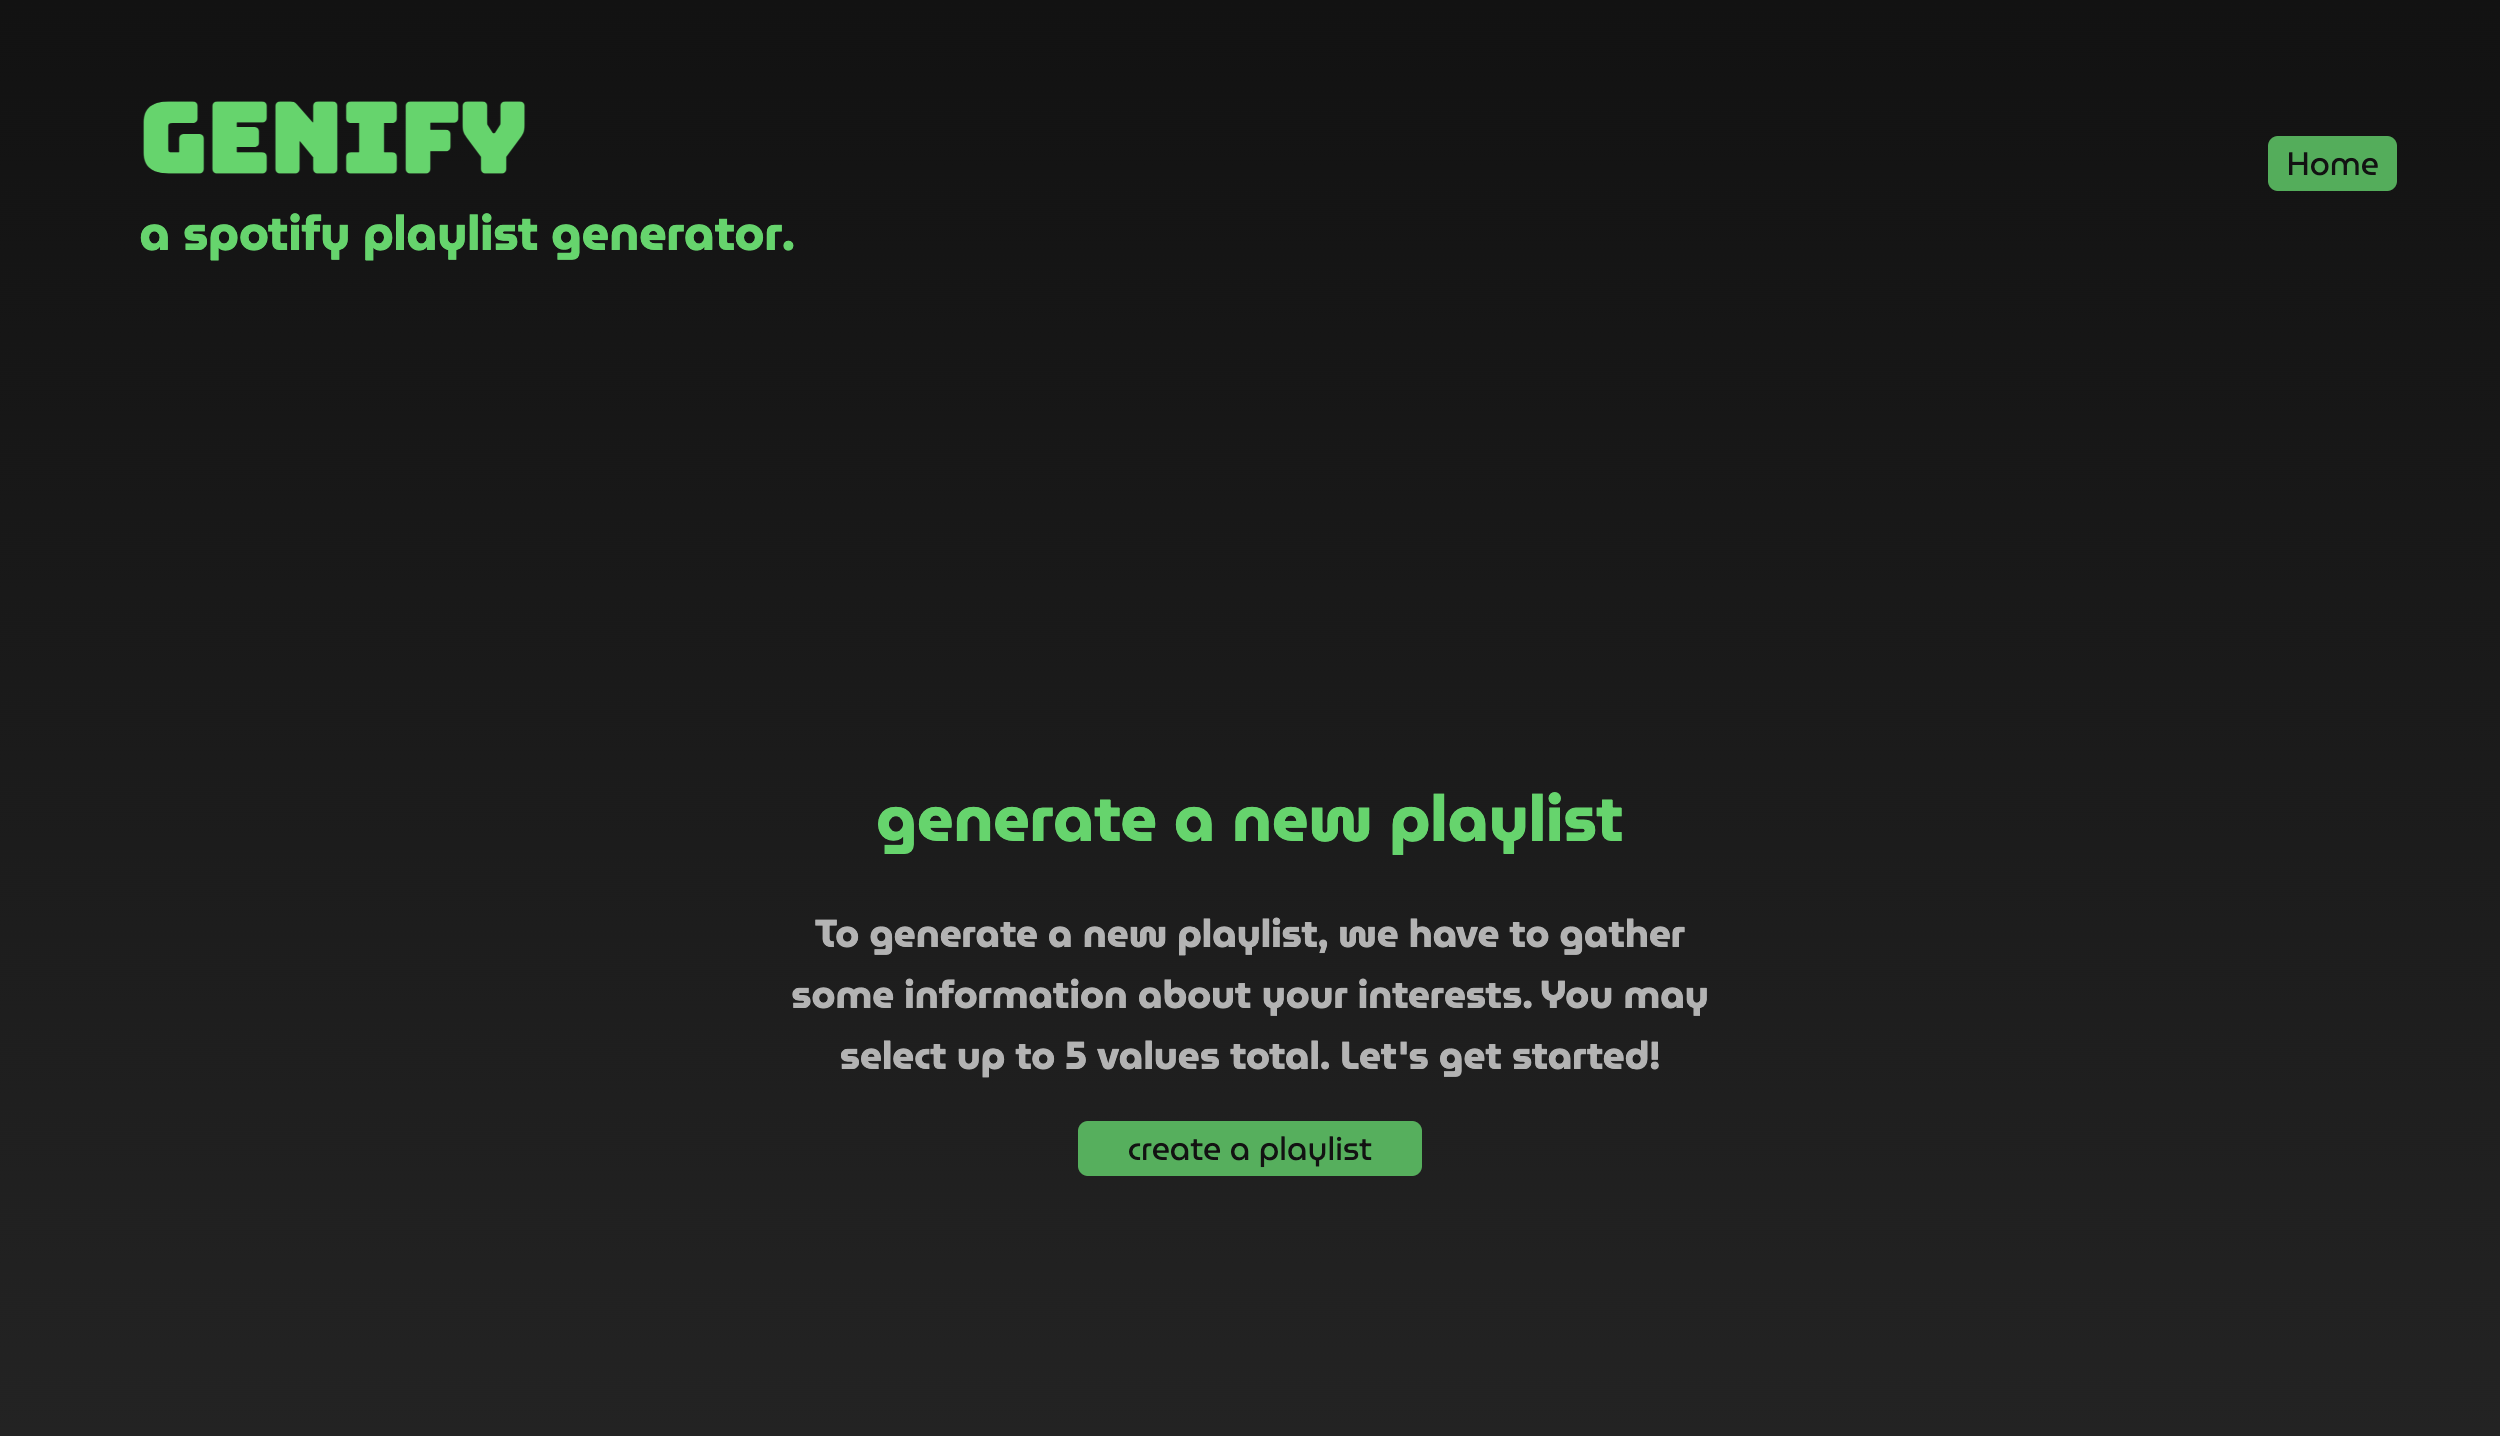 GENIFY
Home
a spotify playlist generator.
generate a new playlist
To generate a new playlist, we have to gather
some information about your interests. You may
select up to 5 values total. Let's get started!
create a playlist